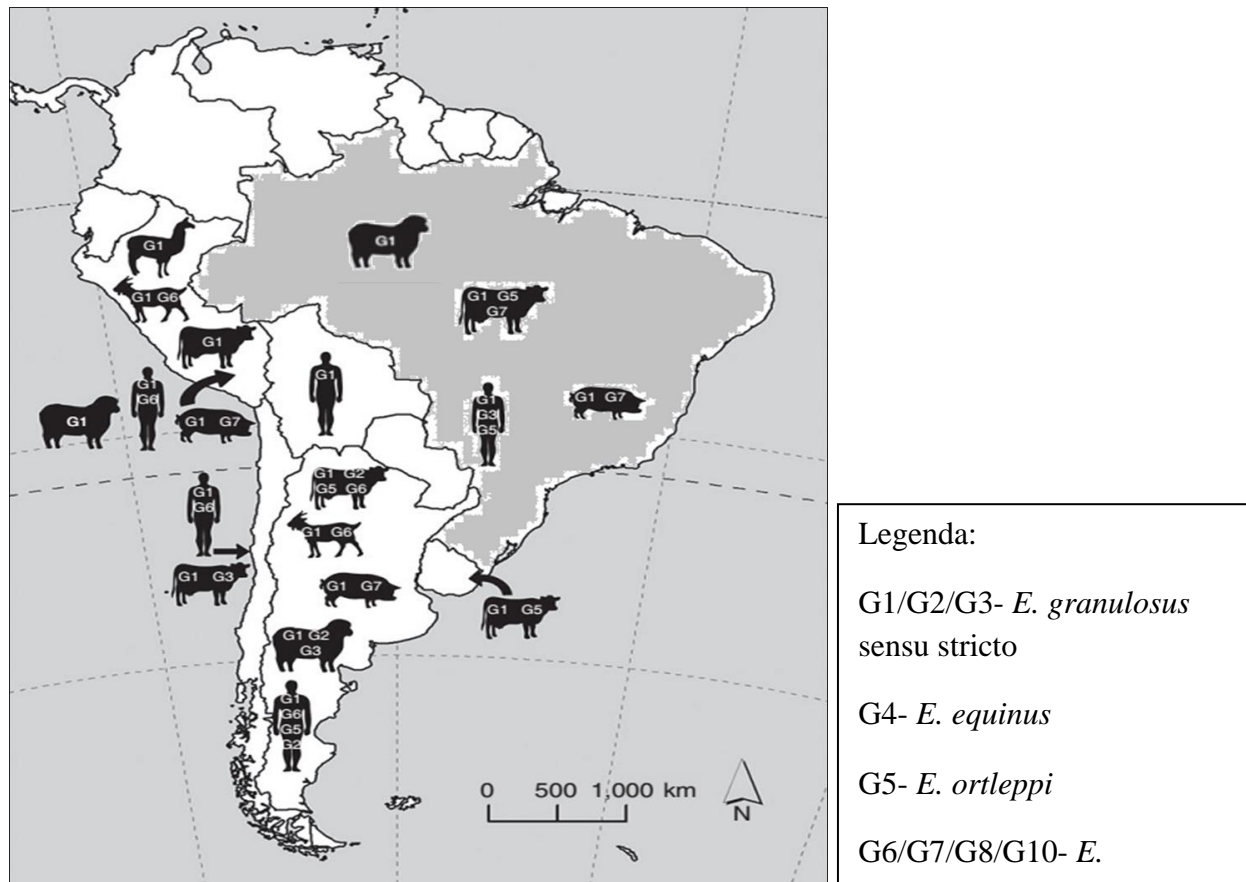 G1
G1
G1 G6
G1 G5
G7
G1
G1
G1
G6
G1
G1 G7
G1
G3
G5
G1 G7
G1 G2
G5 G6
G1
G6
G1 G6
G1 G3
G1 G7
G1 G5
G1 G2
G3
G1
G6
G5
G2
0 500 1,000 km
N
Legenda:
G1/G2/G3- E. granulosus
sensu stricto
G4- E. equinus
G5- E. ortleppi
G6/G7/G8/G10- E.